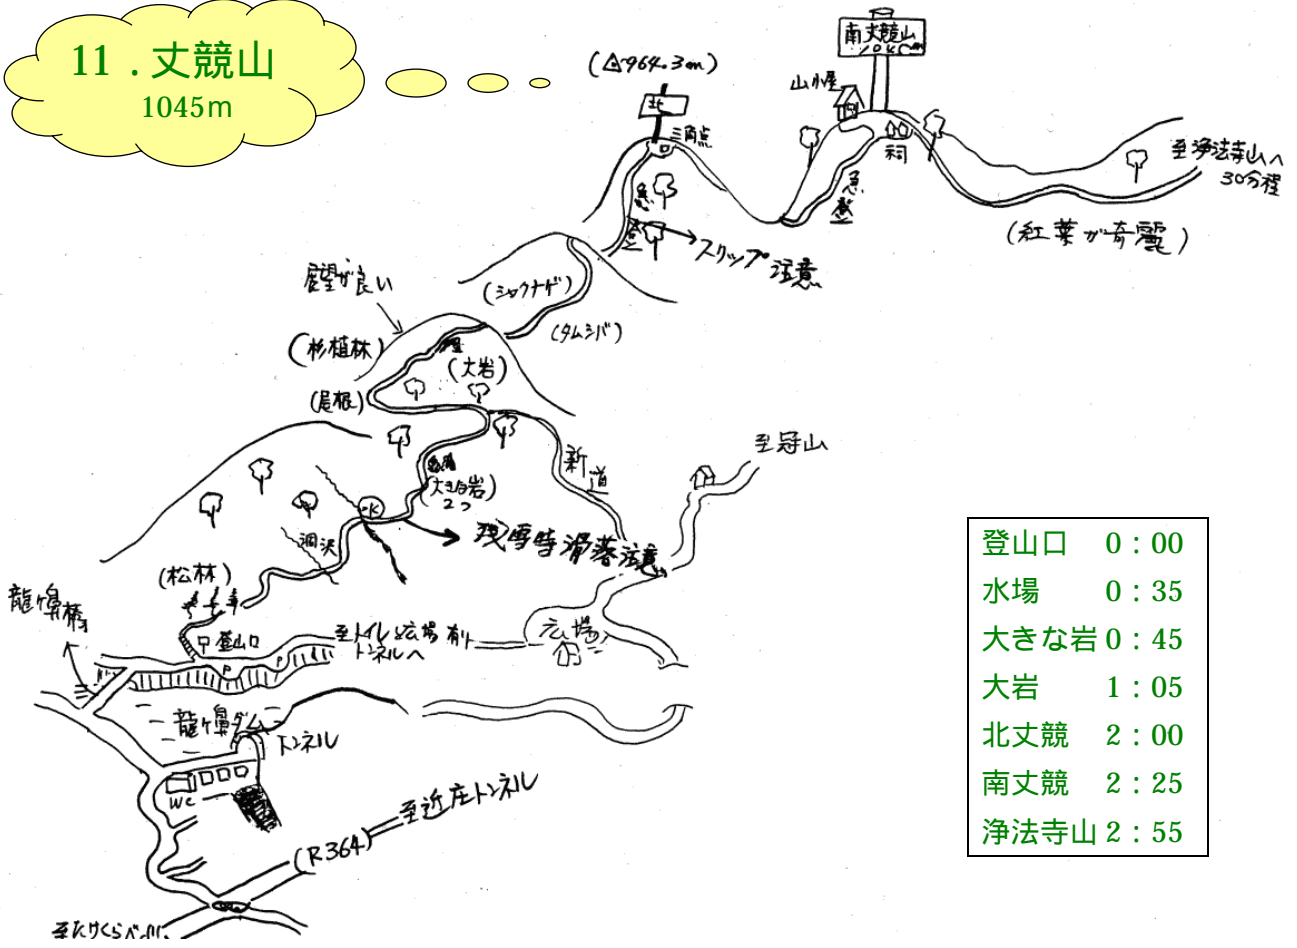 11．丈競山
1045m
南丈競山
(△964.3m)
北
山小屋
三角点
祠
至浄法寺山へ
30分程
急
登
急
登
(紅葉が奇麗)
スリップ注意
展望が良い
(シャクナゲ)
(タムシバ)
(杉植林)
(大岩)
(尾根)
至冠山
新
道
(大きな岩)
2つ
水
涸沢
残雪時滑落注意
(松林)
龍ヶ鼻橋
登山口
P
P
至トイレと広場有り
トンネルへ
広場
龍ヶ鼻ダム
トンネル
WC
至近庄トンネル
(R364)
登山口 0：00
水場 0：35
大きな岩 0：45
大岩 1：05
北丈競 2：00
南丈競 2：25
浄法寺山 2：55